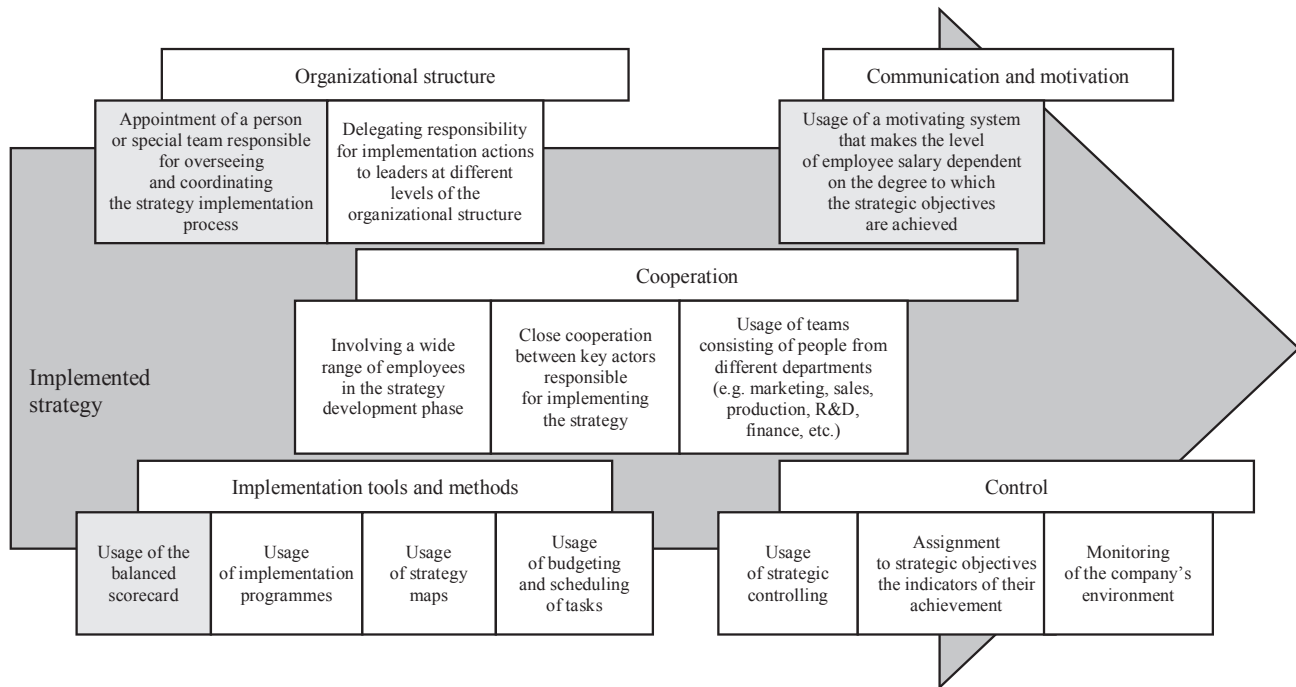 Organizational structure
Communication and motivation
Appointment of a person
or special team responsible
for overseeing
and coordinating
the strategy implementation
process
Delegating responsibility
for implementation actions
to leaders at different
levels of the
organizational structure
Usage of a motivating system
that makes the level
of employee salary dependent
on the degree to which
the strategic objectives
are achieved
Cooperation
Involving a wide
range of employees
in the strategy
development phase
Close cooperation
between key actors
responsible
for implementing
the strategy
Usage of teams
consisting of people from
different departments
(e.g. marketing, sales,
production, R&D,
finance, etc.)
Implemented
strategy
Implementation tools and methods
Control
Usage of the
balanced
scorecard
Usage
of implementation
programmes
Usage
of strategy
maps
Usage
of budgeting
and scheduling
of tasks
Usage
of strategic
controlling
Assignment
to strategic objectives
the indicators of their
achievement
Monitoring
of the company’s
environment